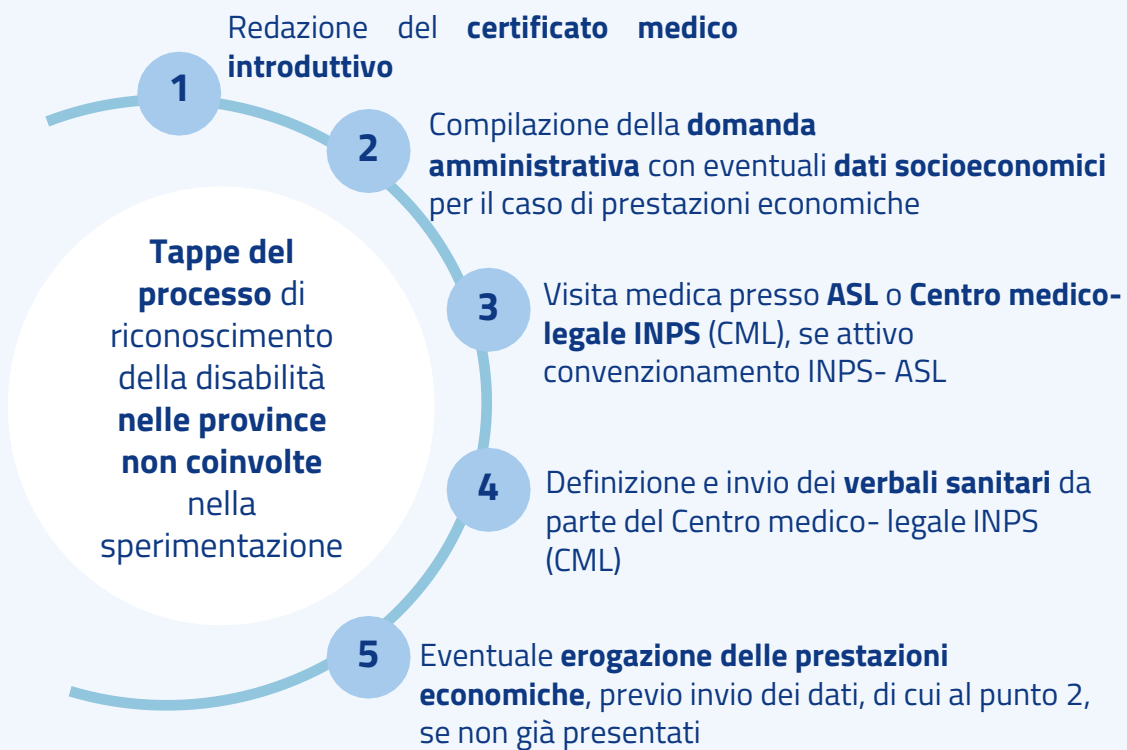 Redazione del certificato medico
introduttivo
1
2
Compilazione della domanda
amministrativa con eventuali dati socioeconomici
per il caso di prestazioni economiche
Tappe del
processo di
riconoscimento
della disabilità
nelle province
non coinvolte
nella
sperimentazione
3
Visita medica presso ASL o Centro medico-
legale INPS (CML), se attivo
convenzionamento INPS- ASL
4
Definizione e invio dei verbali sanitari da
parte del Centro medico- legale INPS
(CML)
5
Eventuale erogazione delle prestazioni
economiche, previo invio dei dati, di cui al punto 2,
se non già presentati